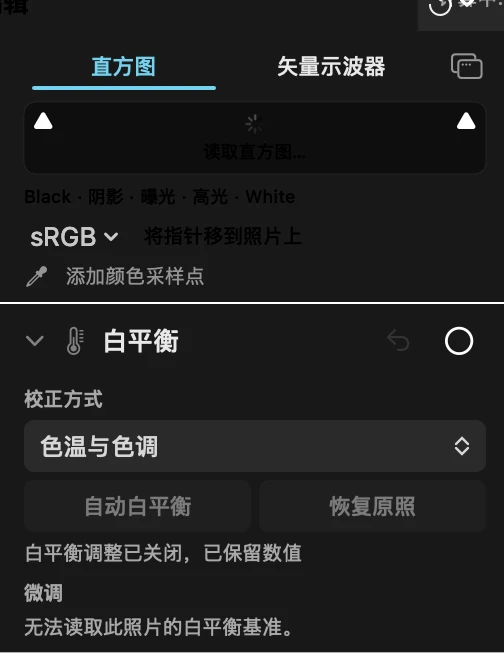 直方图 矢量示波器
读取直方图...
Black · 阴影 · 曝光 · 高光 · White
sRGB 将指针移到照片上
添加颜色采样点
白平衡
校正方式
色温与色调
自动白平衡 恢复原照
白平衡调整已关闭，已保留数值
微调
无法读取此照片的白平衡基准。